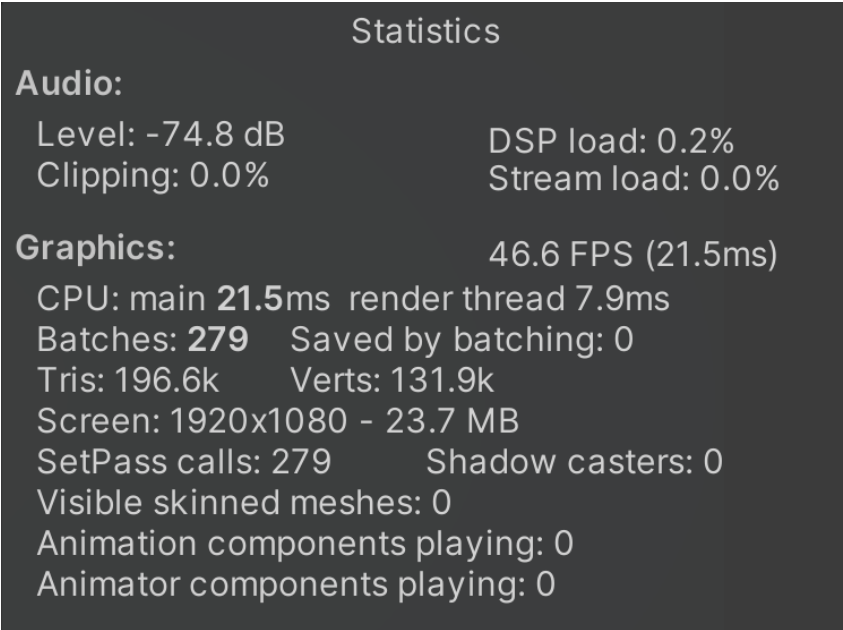 Statistics
Audio:
Level: -74.8 dB
DSP load: 0.2%
Clipping: 0.0%
Stream load: 0.0%
Graphics:
46.6 FPS (21.5ms)
CPU: main 21.5ms render thread 7.9ms
Batches: 279 Saved by batching: 0
Tris: 196.6k Verts: 131.9k
Screen: 1920x1080 - 23.7 MB
SetPass calls: 279 Shadow casters: 0
Visible skinned meshes: 0
Animation components playing: 0
Animator components playing: 0